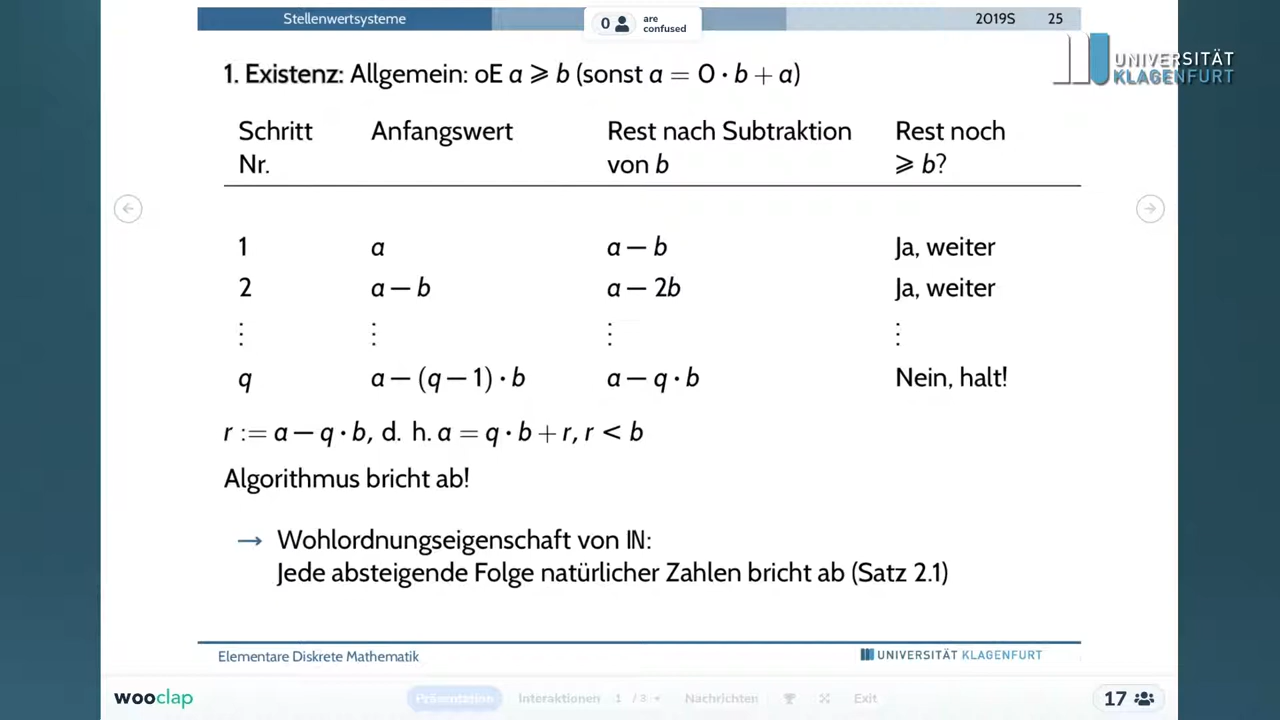 Stellenwertsysteme
0 are confused
2019S 25
UNIVERSITÄT
KLAGENFURT
1. Existenz: Allgemein: oE a ⩾ b (sonst a = 0 · b + a)
Schritt Nr. Anfangswert Rest nach Subtraktion von b Rest noch ⩾ b?
1 a a − b Ja, weiter
2 a − b a − 2b Ja, weiter
⋮ ⋮ ⋮ ⋮
q a − (q − 1) · b a − q · b Nein, halt!
r := a − q · b, d. h. a = q · b + r, r < b
Algorithmus bricht ab!
→ Wohlordnungseigenschaft von ℕ:
Jede absteigende Folge natürlicher Zahlen bricht ab (Satz 2.1)
Elementare Diskrete Mathematik
UNIVERSITÄT KLAGENFURT
wooclap
Präsentation Interaktionen 1 / 3 Nachrichten Exit
17